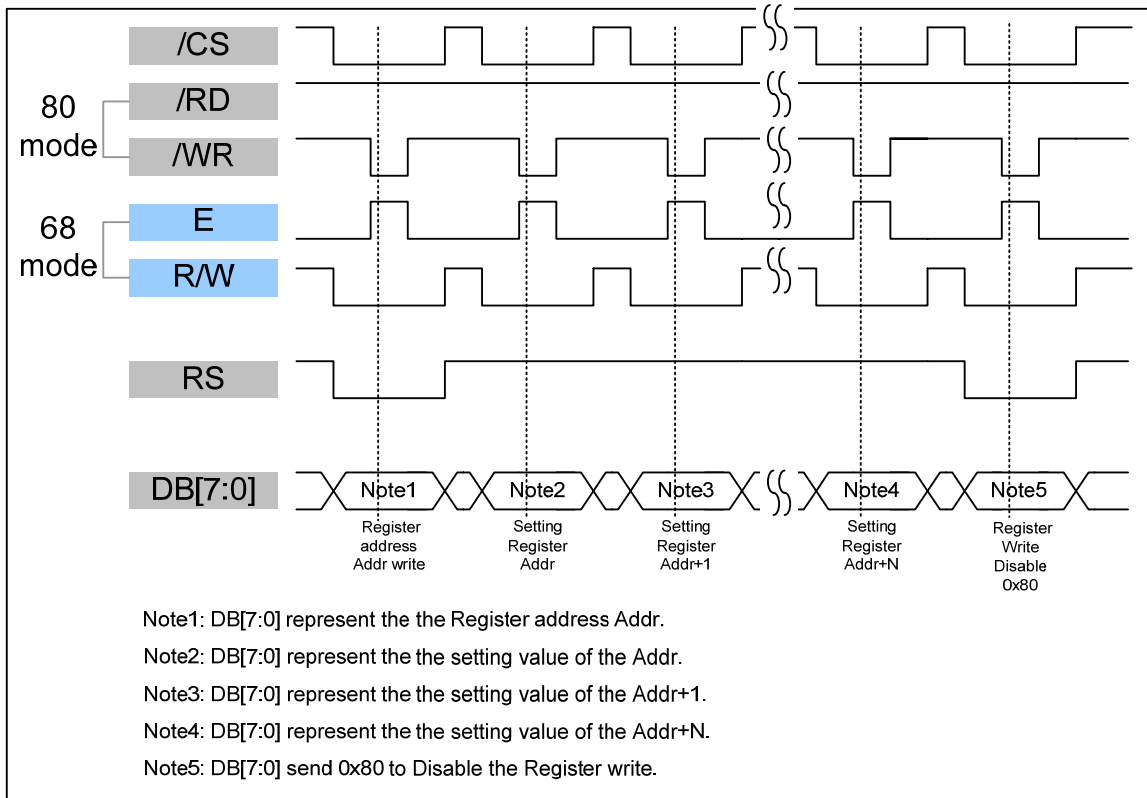 /CS
80
mode
/RD
/WR
68
mode
E
R/W
RS
DB[7:0]
Note1
Note2
Note3
Note4
Note5
Register
address
Addr write
Setting
Register
Addr
Setting
Register
Addr+1
Setting
Register
Addr+N
Register
Write
Disable
0x80
Note1: DB[7:0] represent the the Register address Addr.
Note2: DB[7:0] represent the the setting value of the Addr.
Note3: DB[7:0] represent the the setting value of the Addr+1.
Note4: DB[7:0] represent the the setting value of the Addr+N.
Note5: DB[7:0] send 0x80 to Disable the Register write.